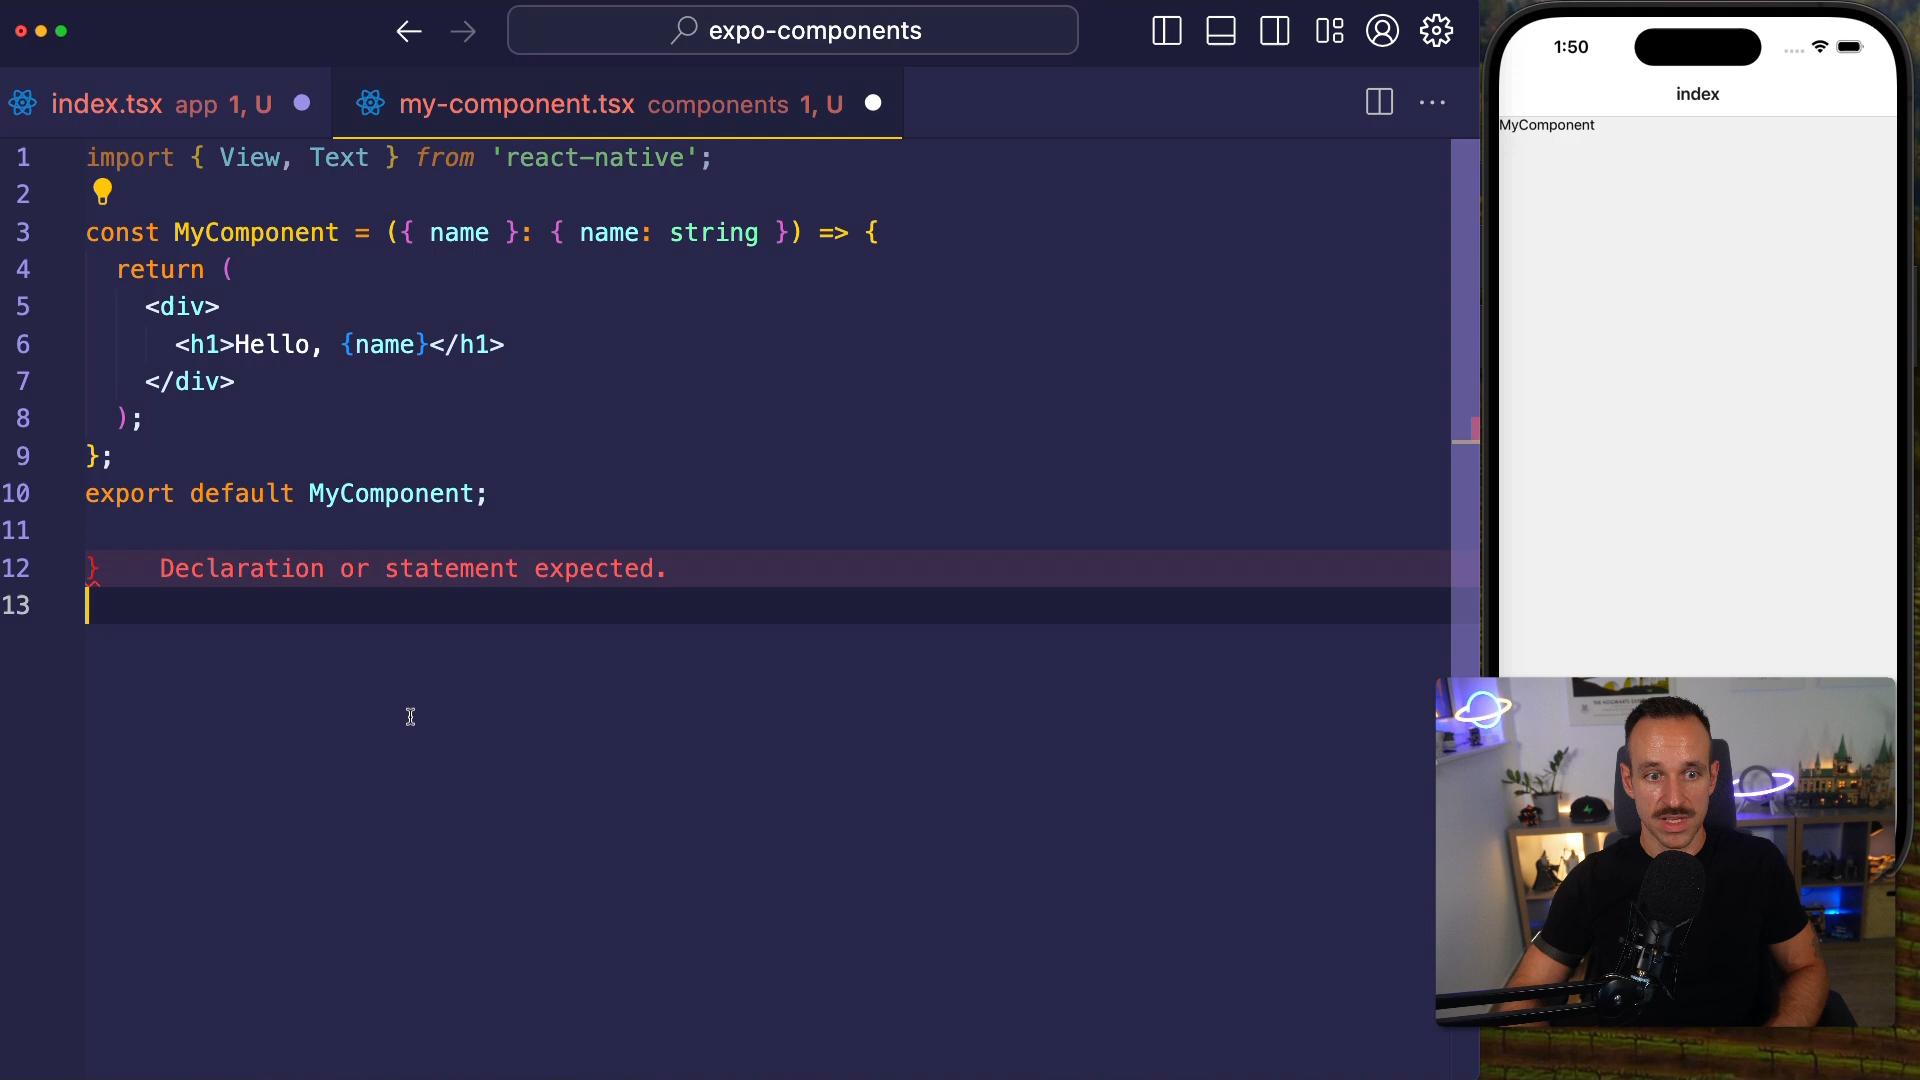 expo-components
index.tsx app 1, U
my-component.tsx components 1, U
1 import { View, Text } from 'react-native';
2
3 const MyComponent = ({ name }: { name: string }) => {
4 return (
5 <div>
6 <h1>Hello, {name}</h1>
7 </div>
8 );
9 };
10 export default MyComponent;
11
12 } Declaration or statement expected.
13
1:50
index
MyComponent